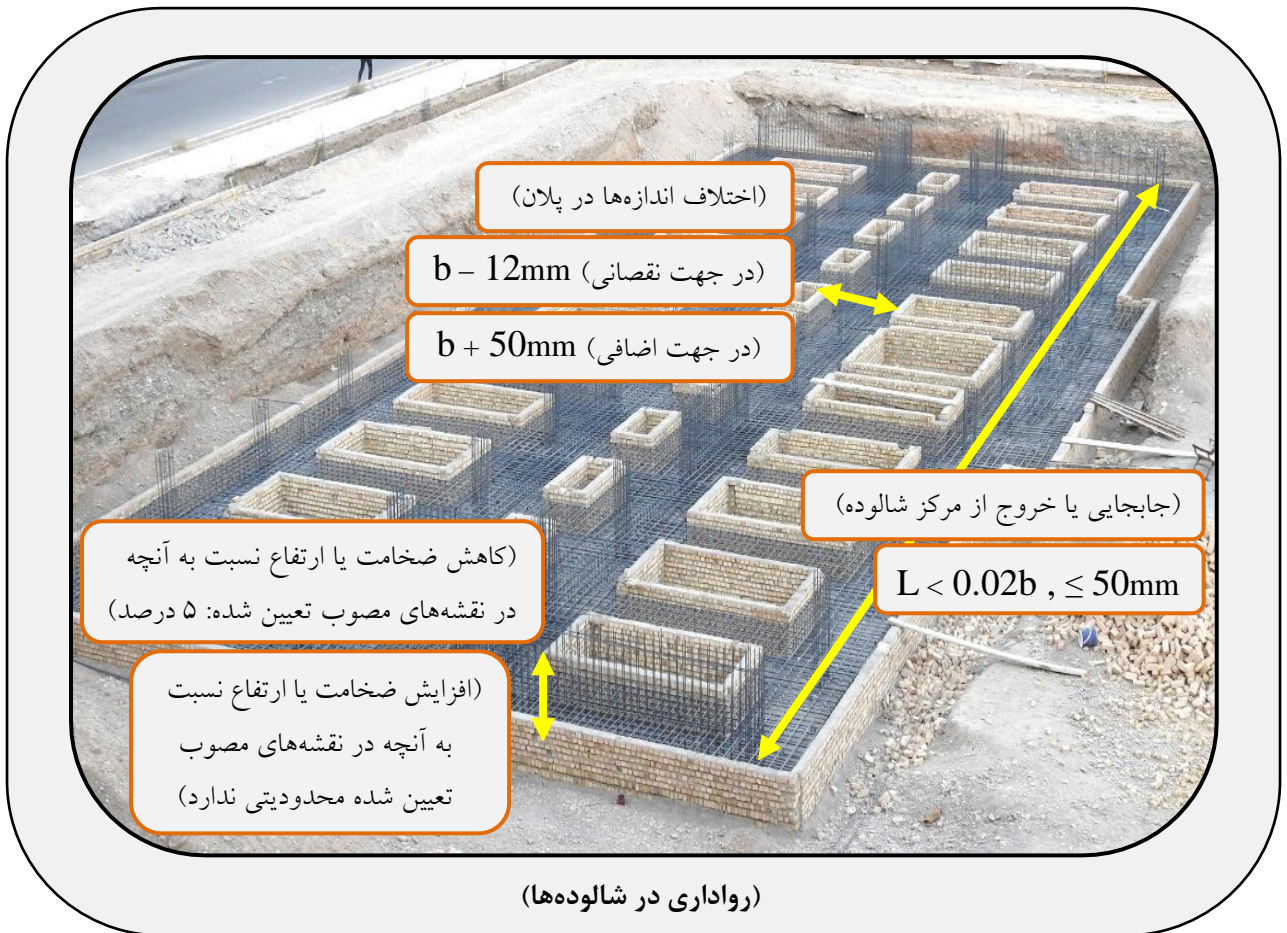 (اختلاف اندازه‌ها در پلان)
(در جهت نقصانی) b – 12mm
(در جهت اضافی) b + 50mm
(جابجایی یا خروج از مرکز شالوده)
L < 0.02b , ≤ 50mm
(کاهش ضخامت یا ارتفاع نسبت به آنچه
در نقشه‌های مصوب تعیین شده: ۵ درصد)
(افزایش ضخامت یا ارتفاع نسبت
به آنچه در نقشه‌های مصوب
تعیین شده محدودیتی ندارد)
(رواداری در شالوده‌ها)